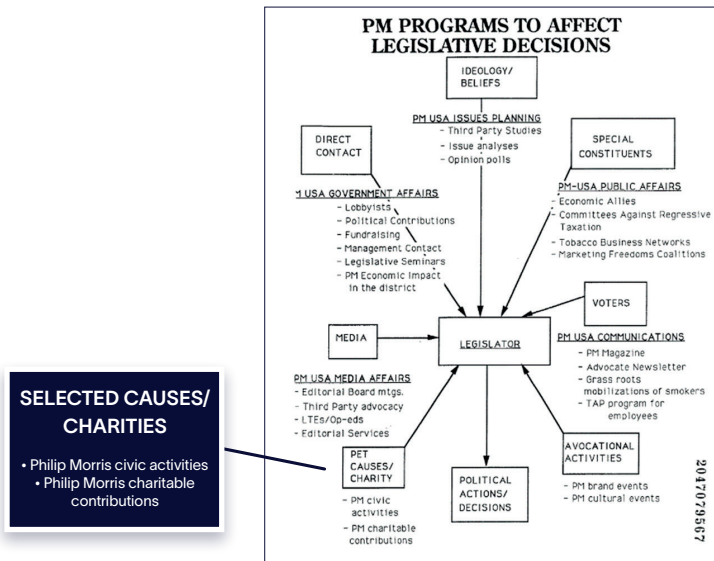 PM PROGRAMS TO AFFECT
LEGISLATIVE DECISIONS
IDEOLOGY/
BELIEFS
PM USA ISSUES PLANNING
- Third Party Studies
- Issue analyses
- Opinion polls
DIRECT
CONTACT
M USA GOVERNMENT AFFAIRS
- Lobbyists
- Political Contributions
- Fundraising
- Management Contact
- Legislative Seminars
- PM Economic Impact
in the district
SPECIAL
CONSTITUENTS
PM-USA PUBLIC AFFAIRS
- Economic Allies
- Committees Against Regressive
Taxation
- Tobacco Business Networks
- Marketing Freedoms Coalitions
MEDIA
LEGISLATOR
VOTERS
PM USA MEDIA AFFAIRS
- Editorial Board mtgs.
- Third Party advocacy
- LTEs/Op-eds
- Editorial Services
PM USA COMMUNICATIONS
- PM Magazine
- Advocate Newsletter
- Grass roots
mobilizations of smokers
- TAP program for
employees
PET CAUSES/
CHARITY
- PM civic
activities
- PM charitable
contributions
POLITICAL
ACTIONS/
DECISIONS
AVOCATIONAL
ACTIVITIES
- PM brand events
- PM cultural events
2047079567
SELECTED CAUSES/
CHARITIES
• Philip Morris civic activities
• Philip Morris charitable
contributions